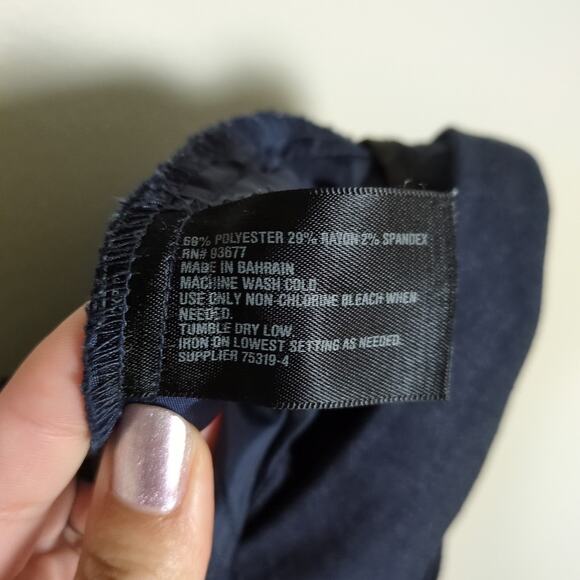 69% POLYESTER 29% RAYON 2% SPANDEX
RN# 93677
MADE IN BAHRAIN
MACHINE WASH COLD.
USE ONLY NON-CHLORINE BLEACH WHEN
NEEDED.
TUMBLE DRY LOW.
IRON ON LOWEST SETTING AS NEEDED.
SUPPLIER 75319-4